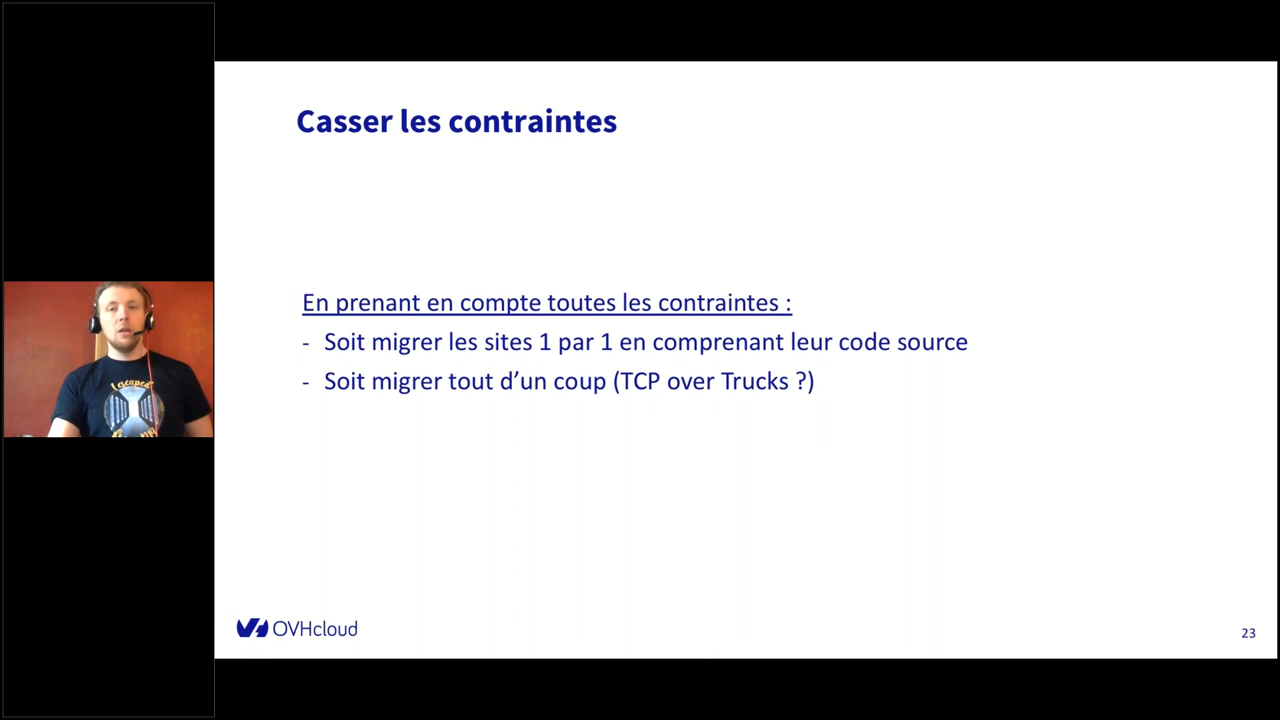 Casser les contraintes
En prenant en compte toutes les contraintes :
- Soit migrer les sites 1 par 1 en comprenant leur code source
- Soit migrer tout d’un coup (TCP over Trucks ?)
I escaped
OVHcloud
23